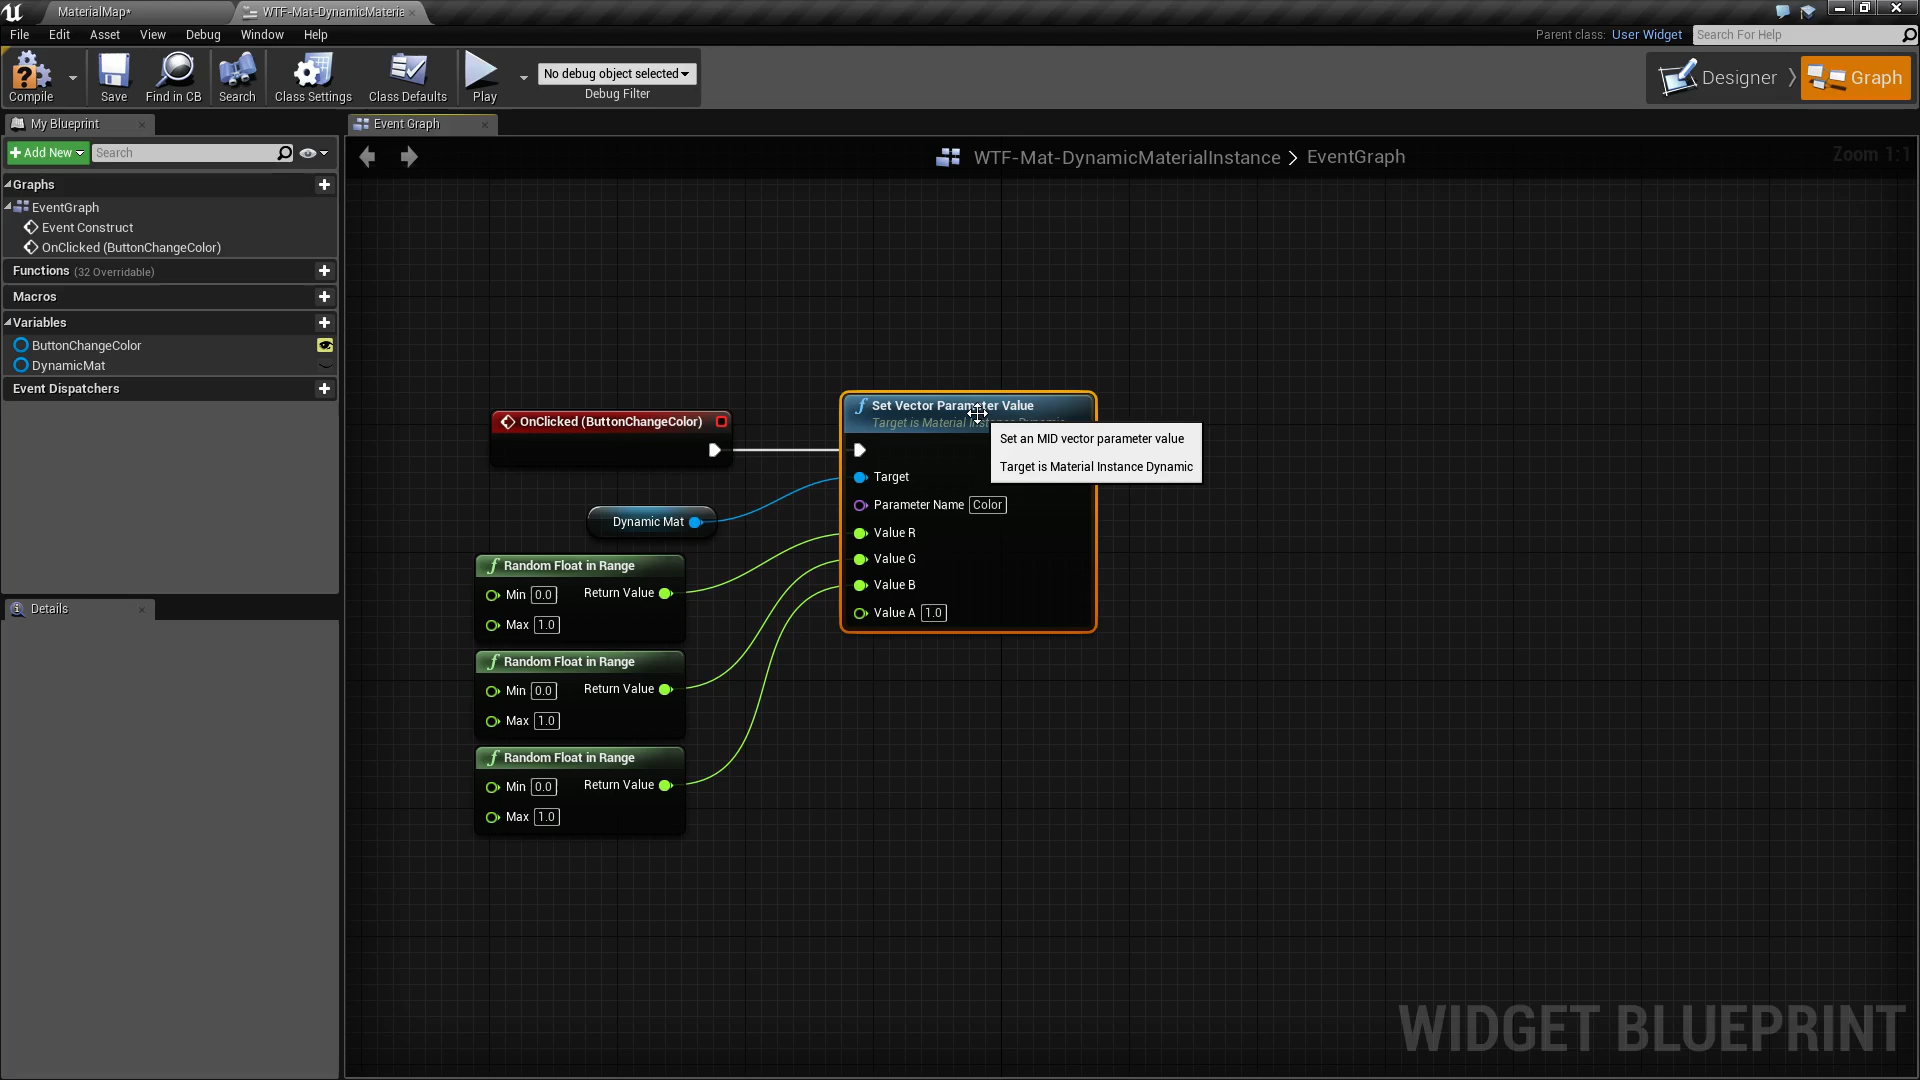 MaterialMap*
WTF-Mat-DynamicMateria
File Edit Asset View Debug Window Help
Parent class: User Widget Search For Help
Compile Save Find in CB Search Class Settings Class Defaults Play
No debug object selected
Debug Filter
Designer Graph
My Blueprint
Event Graph
Add New Search
WTF-Mat-DynamicMaterialInstance > EventGraph
Zoom 1:1
Graphs
EventGraph
Event Construct
OnClicked (ButtonChangeColor)
Functions (32 Overridable)
Macros
Variables
ButtonChangeColor
DynamicMat
Event Dispatchers
Details
OnClicked (ButtonChangeColor)
Dynamic Mat
Random Float in Range
Min 0.0 Return Value
Max 1.0
Random Float in Range
Min 0.0 Return Value
Max 1.0
Random Float in Range
Min 0.0 Return Value
Max 1.0
Set Vector Parameter Value
Target is Material Instance Dynamic
Target
Parameter Name Color
Value R
Value G
Value B
Value A 1.0
Set an MID vector parameter value
Target is Material Instance Dynamic
WIDGET BLUEPRINT